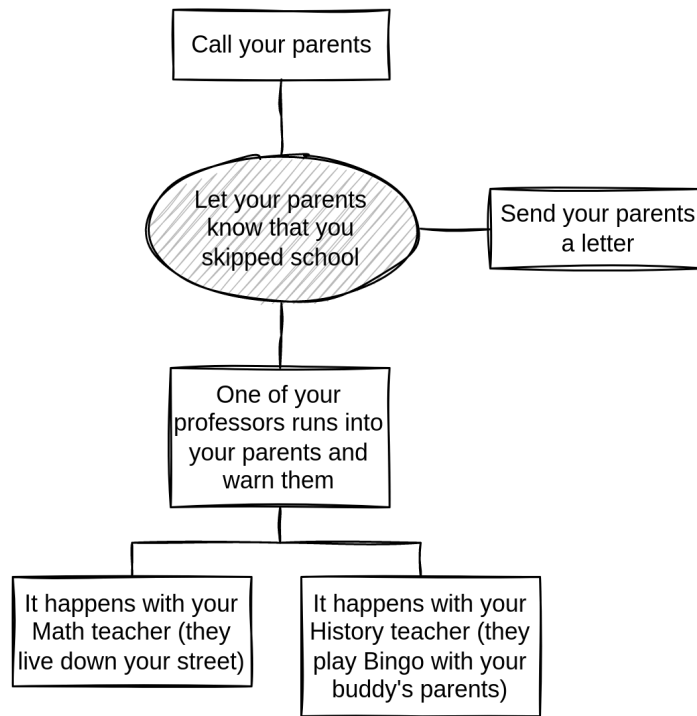 Call your parents
Let your parents
know that you
skipped school
Send your parents
a letter
One of your
professors runs into
your parents and
warn them
It happens with your
Math teacher (they
live down your street)
It happens with your
History teacher (they
play Bingo with your
buddy's parents)